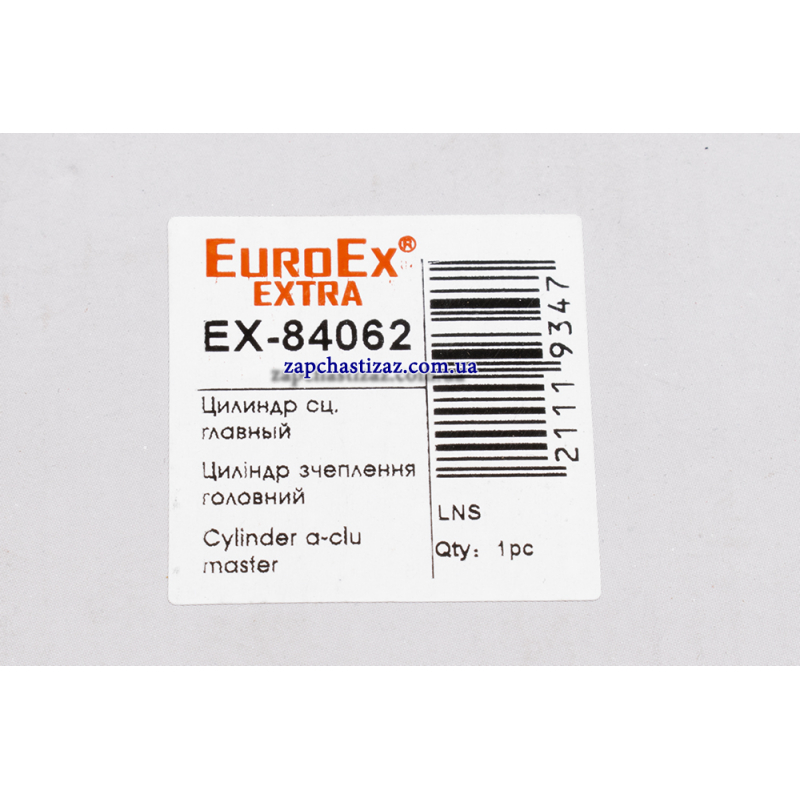 EUROEX®
EXTRA
EX-84062
zapchastizaz.com.ua
Цилиндр сц.
главный
Циліндр зчеплення
головний
Cylinder a-clu
master
2111 9347
LNS
Qty: 1pc